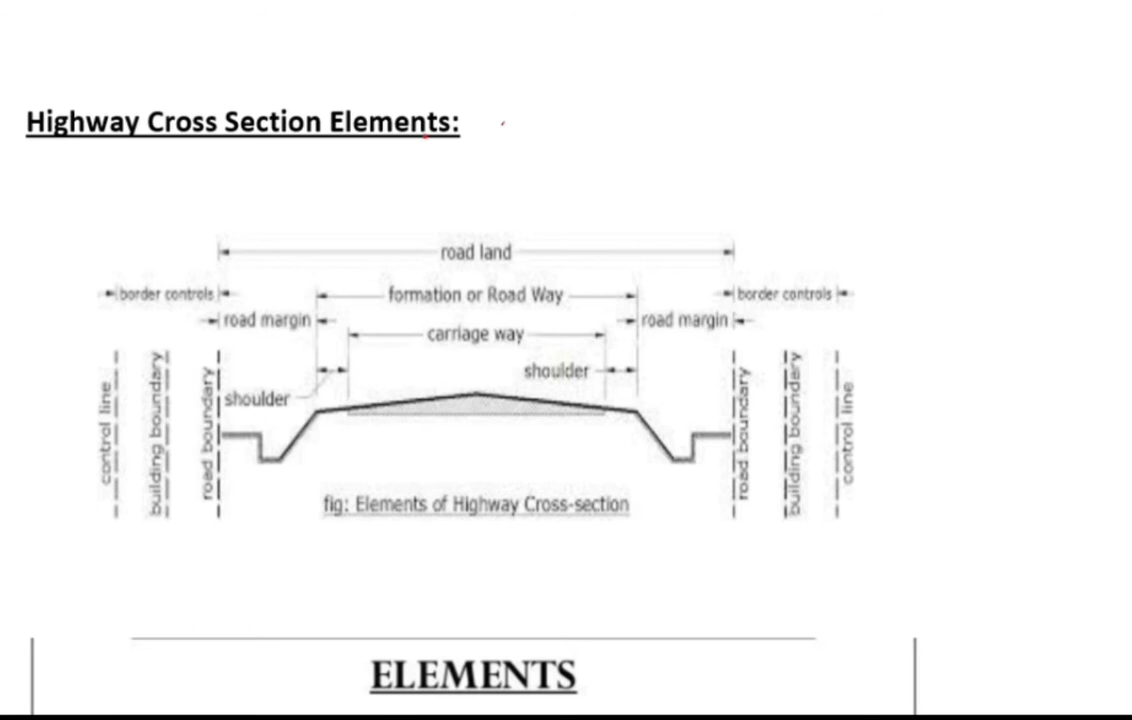 Highway Cross Section Elements:
road land
border controls
formation or Road Way
border controls
road margin
carriage way
road margin
shoulder
shoulder
control line
building boundary
road boundary
road boundary
building boundary
control line
fig: Elements of Highway Cross-section
ELEMENTS